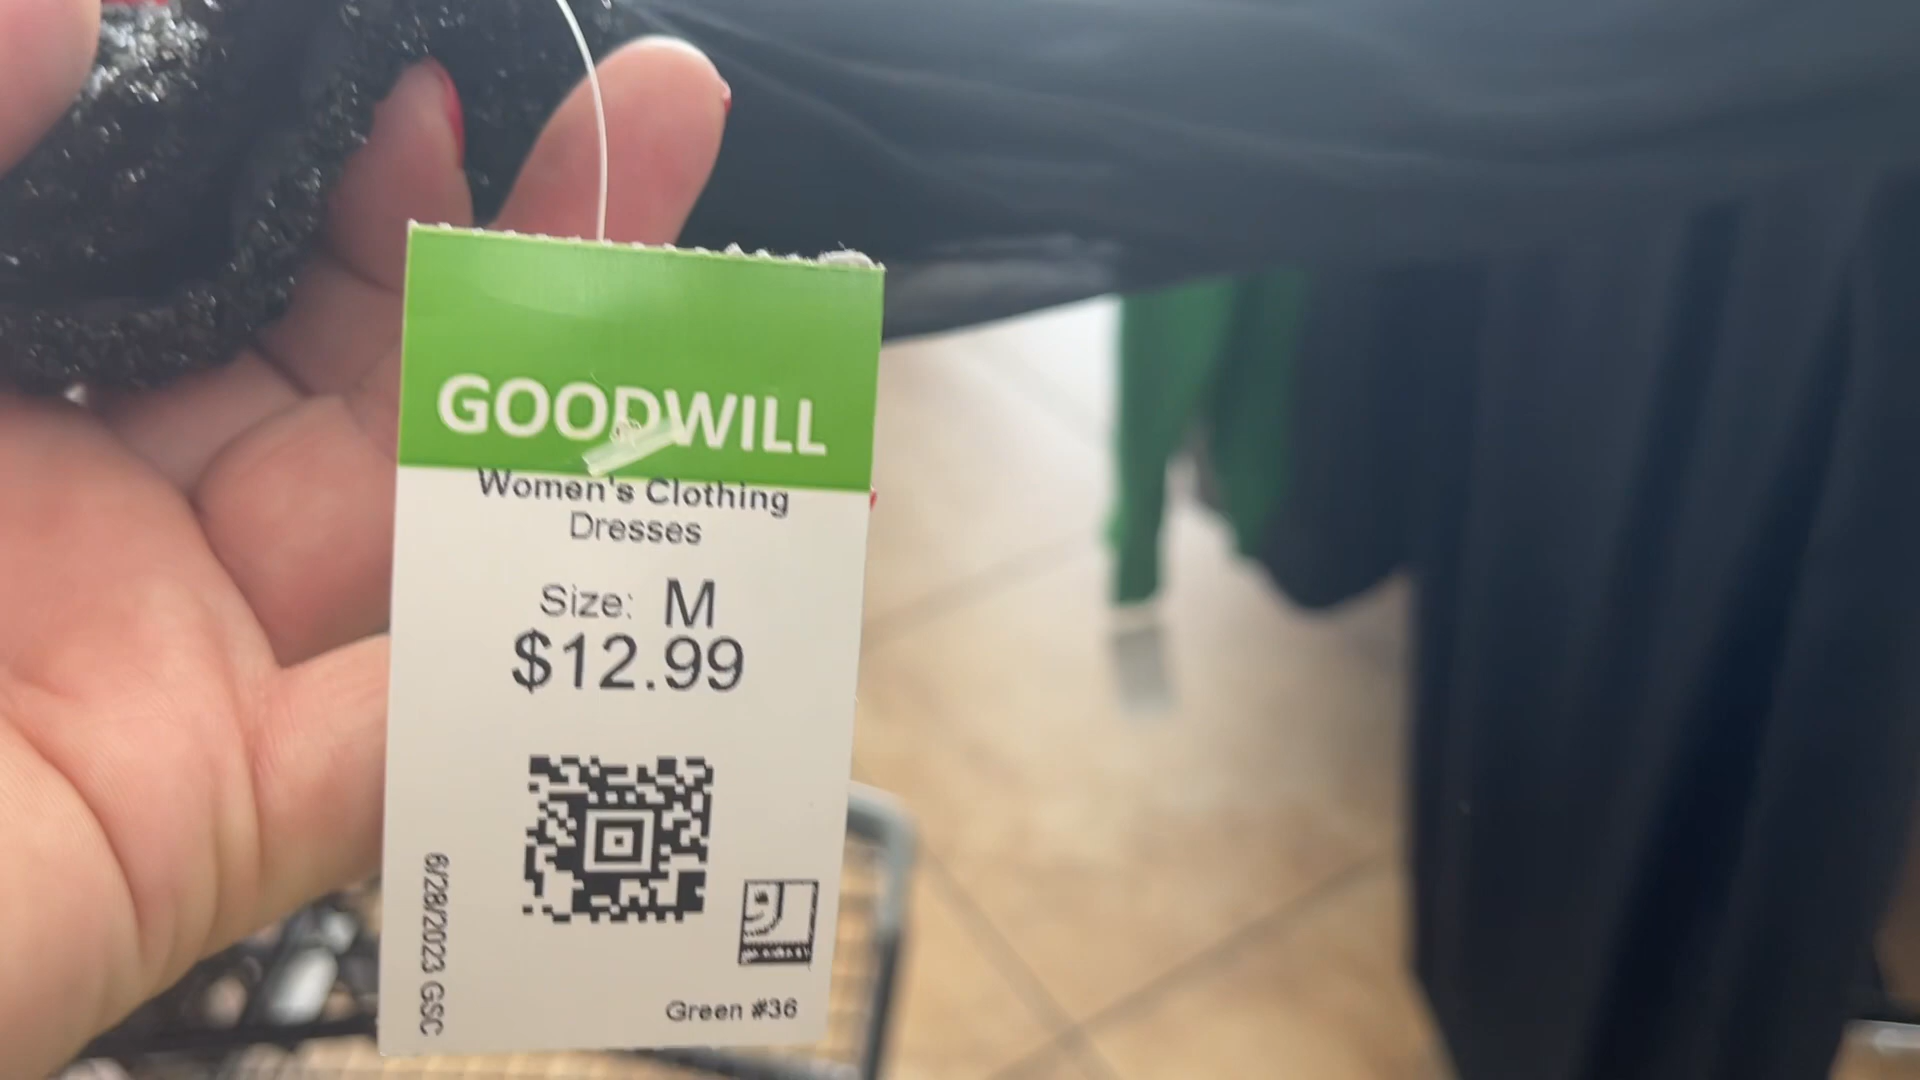 GOODWILL
Women's Clothing
Dresses
Size: M
$12.99
6/28/2023 GSC
Green #36